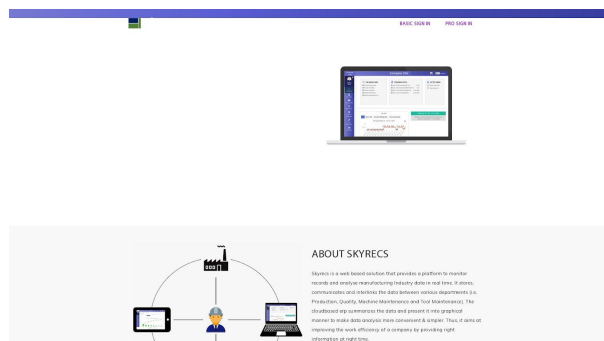 BASIC SIGN IN PRO SIGN IN
ABOUT SKYRECS
Skyrecs is a web based solution that provides a platform to monitor
records and analyse manufacturing industry data in real time. It stores,
communicates and interlinks the data between various departments (i.e.
Production, Quality, Machine Maintenance and Tool Maintenance). The
cloudbased erp summarizes the data and present it into graphical
manner to make data analysis more convenient & simpler. Thus, it aims at
improving the work efficiency of a company by providing right
information at right time.